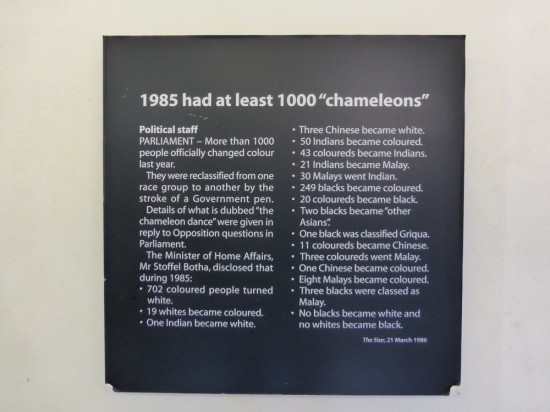 1985 had at least 1000 “chameleons”
Political staff
PARLIAMENT – More than 1000
people officially changed colour
last year.
They were reclassified from one
race group to another by the
stroke of a Government pen.
Details of what is dubbed “the
chameleon dance” were given in
reply to Opposition questions in
Parliament.
The Minister of Home Affairs,
Mr Stoffel Botha, disclosed that
during 1985:
• 702 coloured people turned
white.
• 19 whites became coloured.
• One Indian became white.
• Three Chinese became white.
• 50 Indians became coloured.
• 43 coloureds became Indians.
• 21 Indians became Malay.
• 30 Malays went Indian.
• 249 blacks became coloured.
• 20 coloureds became black.
• Two blacks became “other
Asians”.
• One black was classified Griqua.
• 11 coloureds became Chinese.
• Three coloureds went Malay.
• One Chinese became coloured.
• Eight Malays became coloured.
• Three blacks were classed as
Malay.
• No blacks became white and
no whites became black.
The Star, 21 March 1986